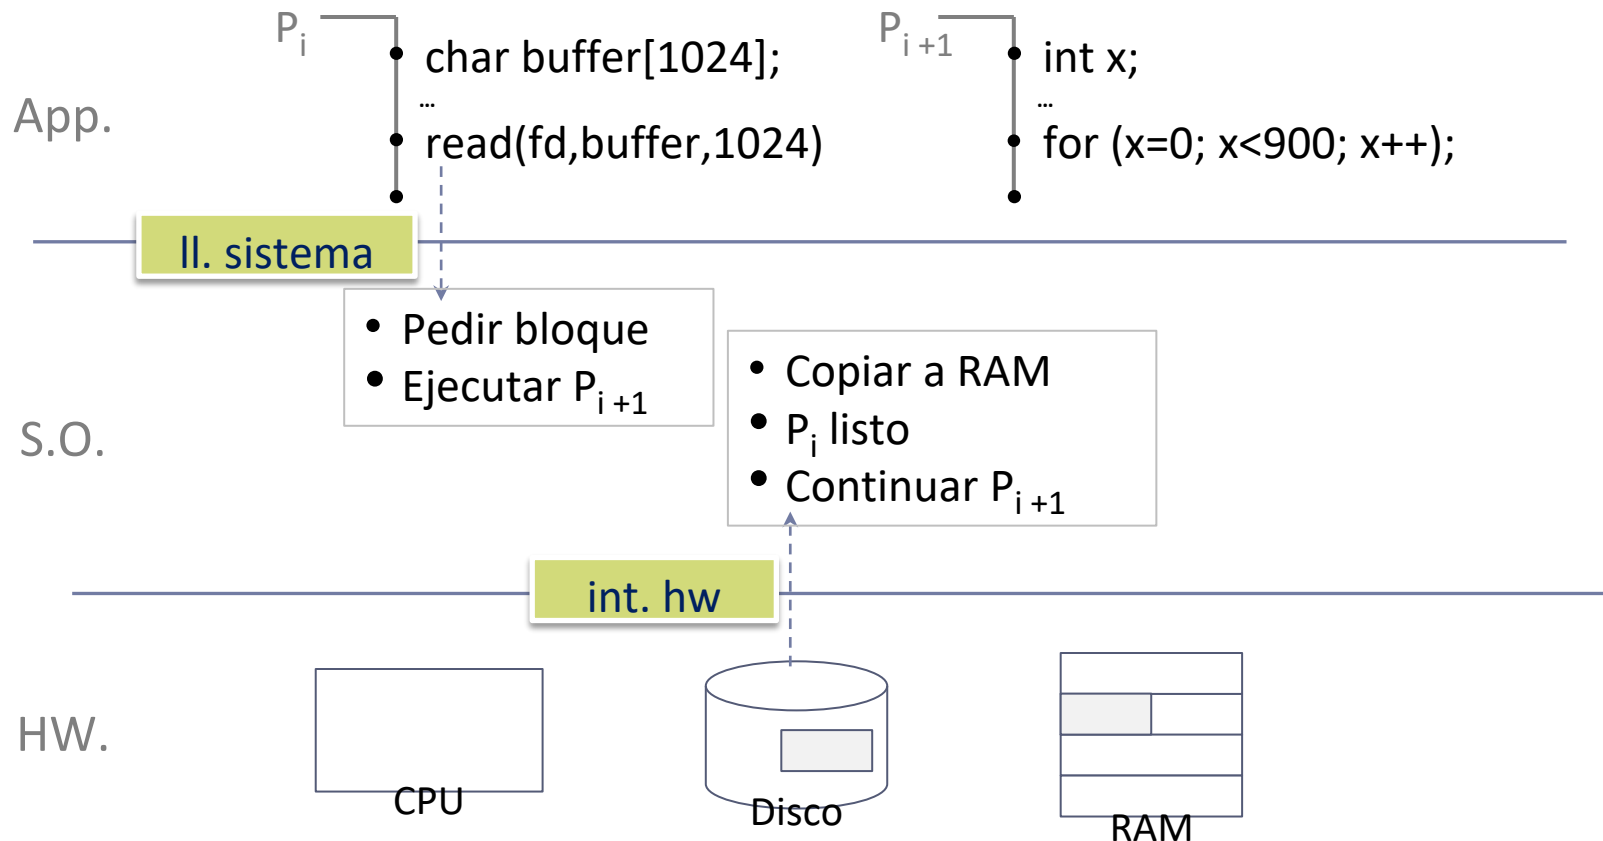 Pi
char buffer[1024];
...
read(fd,buffer,1024)
Pi +1
int x;
...
for (x=0; x<900; x++);
App.
ll. sistema
• Pedir bloque
• Ejecutar Pi +1
• Copiar a RAM
• Pi listo
• Continuar Pi +1
S.O.
int. hw
HW.
CPU
Disco
RAM